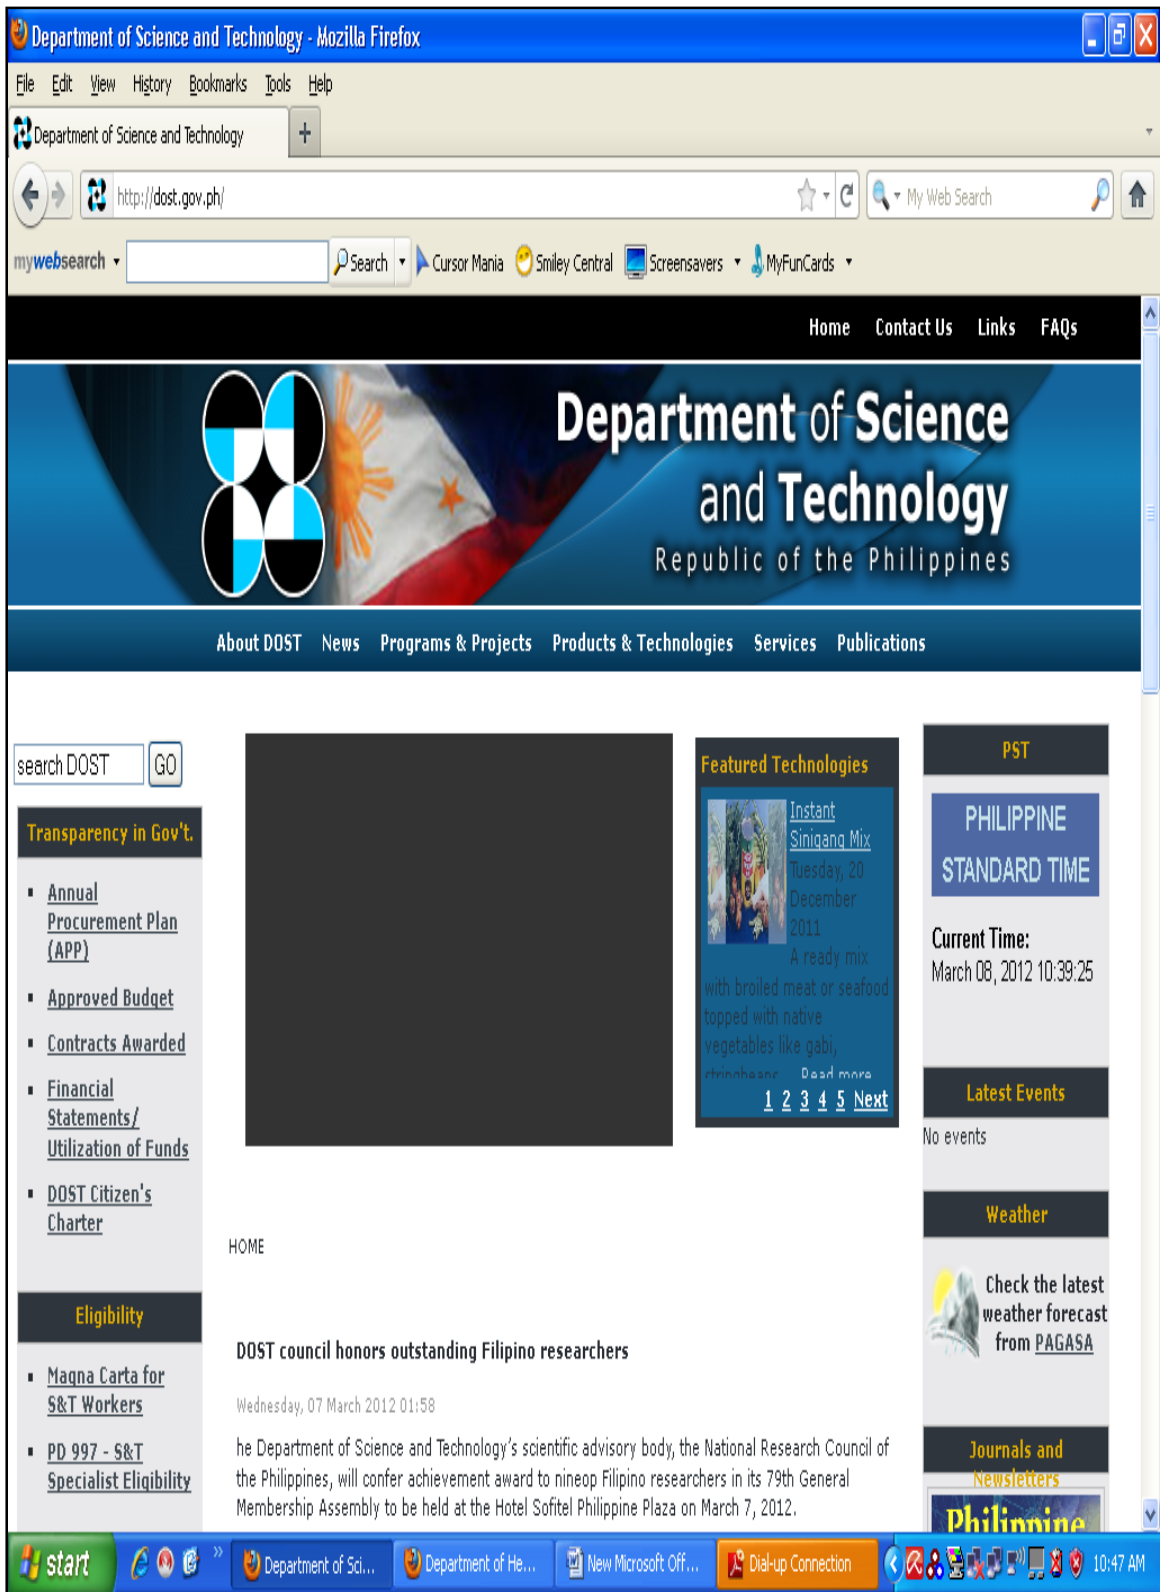 Department of Science and Technology - Mozilla Firefox
File Edit View History Bookmarks Tools Help
Department of Science and Technology +
http://dost.gov.ph/ My Web Search
mywebsearch Search Cursor Mania Smiley Central Screensavers MyFunCards
Home Contact Us Links FAQs
Department of Science
and Technology
Republic of the Philippines
About DOST News Programs & Projects Products & Technologies Services Publications
search DOST GO
Transparency in Gov't.
Annual
Procurement Plan
(APP)
Approved Budget
Contracts Awarded
Financial
Statements/
Utilization of Funds
DOST Citizen's
Charter
Eligibility
Magna Carta for
S&T Workers
PD 997 - S&T
Specialist Eligibility
Featured Technologies
Instant
Sinigang Mix
Tuesday, 20
December
2011
A ready mix
with broiled meat or seafood
topped with native
vegetables like gabi,
stringbeans... Read more
1 2 3 4 5 Next
HOME
DOST council honors outstanding Filipino researchers
Wednesday, 07 March 2012 01:58
he Department of Science and Technology's scientific advisory body, the National Research Council of
the Philippines, will confer achievement award to nineop Filipino researchers in its 79th General
Membership Assembly to be held at the Hotel Sofitel Philippine Plaza on March 7, 2012.
PST
PHILIPPINE
STANDARD TIME
Current Time:
March 08, 2012 10:39:25
Latest Events
No events
Weather
Check the latest
weather forecast
from PAGASA
Journals and
Newsletters
Philippine
start Department of Sci... Department of He... New Microsoft Off... Dial-up Connection 10:47 AM